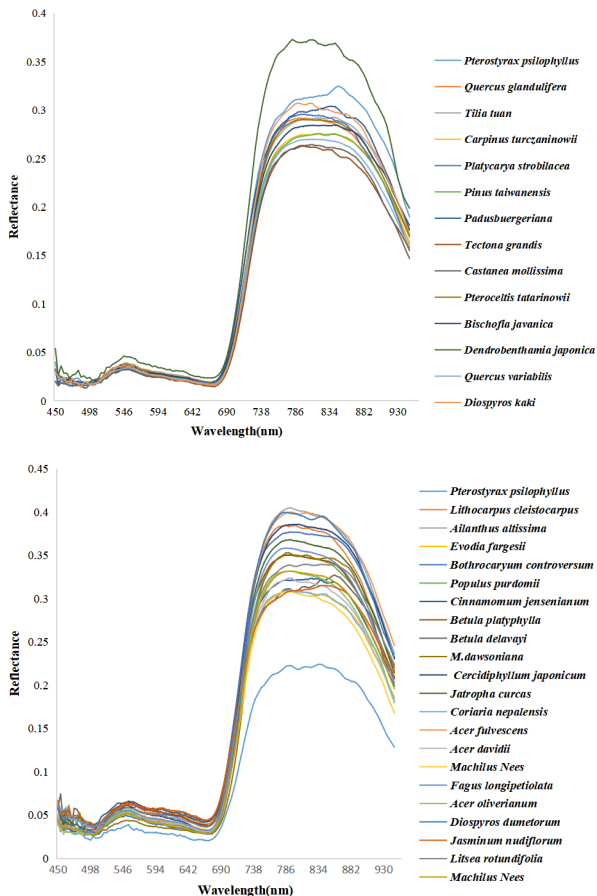 0.4
0.35
0.3
0.25
0.2
0.15
0.1
0.05
0
Reflectance
450 498 546 594 642 690 738 786 834 882 930
Wavelength(nm)
Pterostyrax psilophyllus
Quercus glandulifera
Tilia tuan
Carpinus turczaninowii
Platycarya strobilacea
Pinus taiwanensis
Padusbuergeriana
Tectona grandis
Castanea mollissima
Pteroceltis tatarinowii
Bischofla javanica
Dendrobenthamia japonica
Quercus variabilis
Diospyros kaki
0.45
0.4
0.35
0.3
0.25
0.2
0.15
0.1
0.05
0
Reflectance
450 498 546 594 642 690 738 786 834 882 930
Wavelength(nm)
Pterostyrax psilophyllus
Lithocarpus cleistocarpus
Ailanthus altissima
Evodia fargesii
Bothrocaryum controversum
Populus purdomii
Cinnamomum jensenianum
Betula platyphylla
Betula delavayi
M.dawsoniana
Cercidiphyllum japonicum
Jatropha curcas
Coriaria nepalensis
Acer fulvescens
Acer davidii
Machilus Nees
Fagus longipetiolata
Acer oliverianum
Diospyros dumetorum
Jasminum nudiflorum
Litsea rotundifolia
Machilus Nees